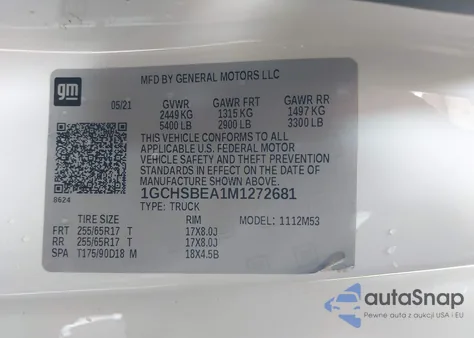 gm
MFD BY GENERAL MOTORS LLC
05/21 GVWR GAWR FRT GAWR RR
2449 KG 1315 KG 1497 KG
5400 LB 2900 LB 3300 LB
THIS VEHICLE CONFORMS TO ALL
APPLICABLE U.S. FEDERAL MOTOR
VEHICLE SAFETY AND THEFT PREVENTION
STANDARDS IN EFFECT ON THE DATE
OF MANUFACTURE SHOWN ABOVE.
8624 1GCHSBEA1M1272681
TYPE: TRUCK
TIRE SIZE RIM MODEL: 1112M53
FRT 255/65R17 T 17X8.0J
RR 255/65R17 T 17X8.0J
SPA T175/90D18 M 18X4.5B
autoSnap
Pewne auta z aukcji USA i EU